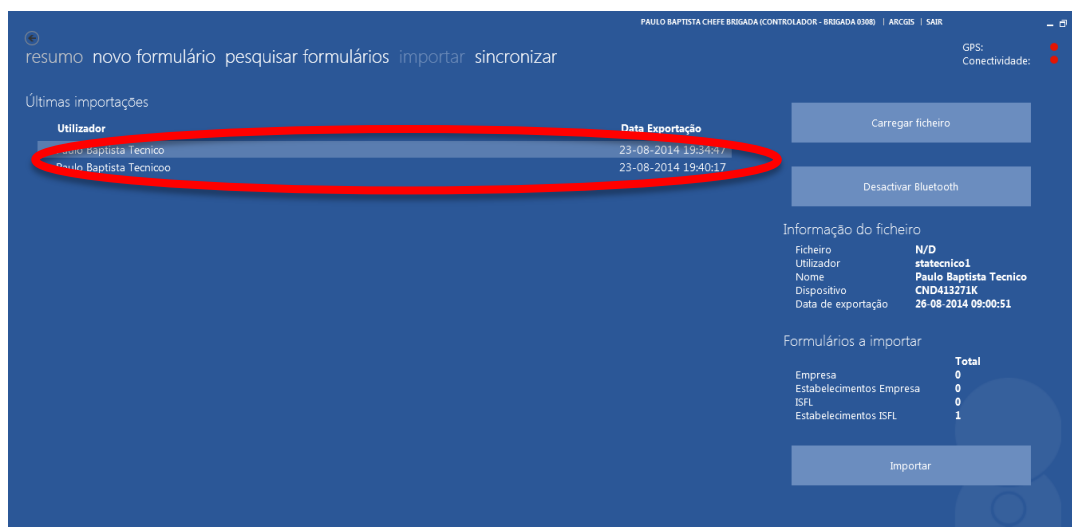 PAULO BAPTISTA CHEFE BRIGADA (CONTROLADOR - BRIGADA 0308) | ARCGIS | SAIR
resumo novo formulário pesquisar formulários importar sincronizar
GPS:
Conectividade:
Últimas importações
Utilizador Data Exportação
Paulo Baptista Tecnico 23-08-2014 19:34:47
Paulo Baptista Tecnicoo 23-08-2014 19:40:17
Carregar ficheiro
Desactivar Bluetooth
Informação do ficheiro
Ficheiro N/D
Utilizador statecnico1
Nome Paulo Baptista Tecnico
Dispositivo CND413271K
Data de exportação 26-08-2014 09:00:51
Formulários a importar
Total
Empresa 0
Estabelecimentos Empresa 0
ISFL 0
Estabelecimentos ISFL 1
Importar